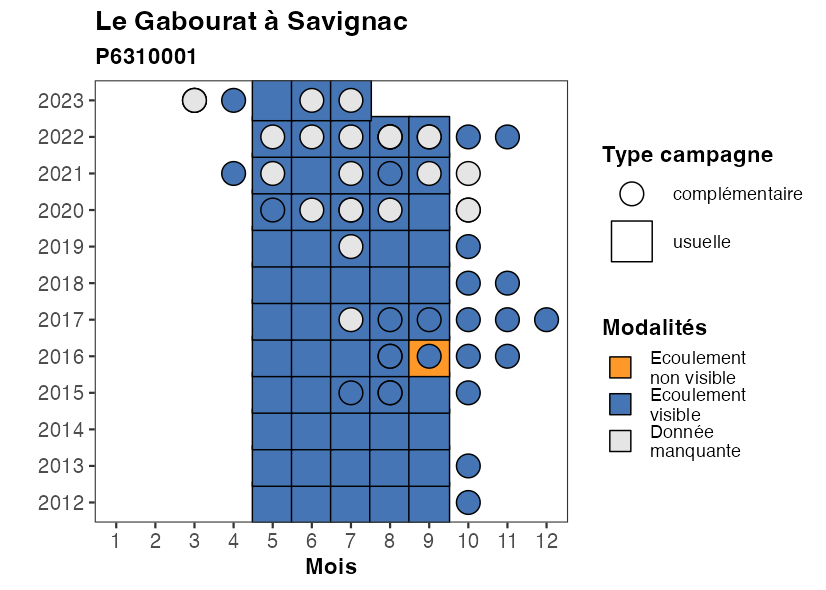 Le Gabourat à Savignac
P6310001
2023
2022
2021
2020
2019
2018
2017
2016
2015
2014
2013
2012
1 2 3 4 5 6 7 8 9 10 11 12
Mois
Type campagne
complémentaire
usuelle
Modalités
Ecoulement
non visible
Ecoulement
visible
Donnée
manquante